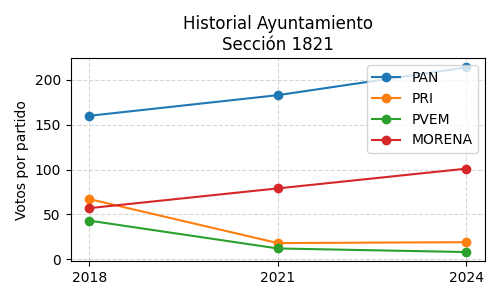 Historial Ayuntamiento
Sección 1821
Votos por partido
200
150
100
50
0
2018
2021
2024
PAN
PRI
PVEM
MORENA